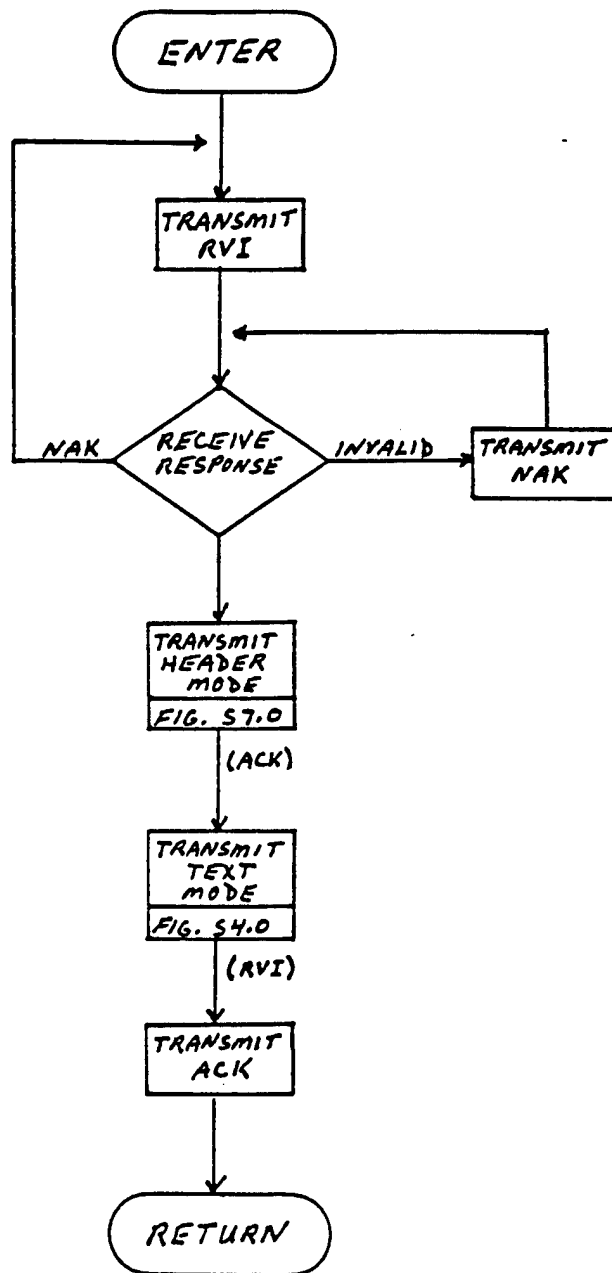 ENTER
TRANSMIT
RVI
NAK
RECEIVE
RESPONSE
INVALID
TRANSMIT
NAK
TRANSMIT
HEADER
MODE
FIG. S7.0
(ACK)
TRANSMIT
TEXT
MODE
FIG. S4.0
(RVI)
TRANSMIT
ACK
RETURN